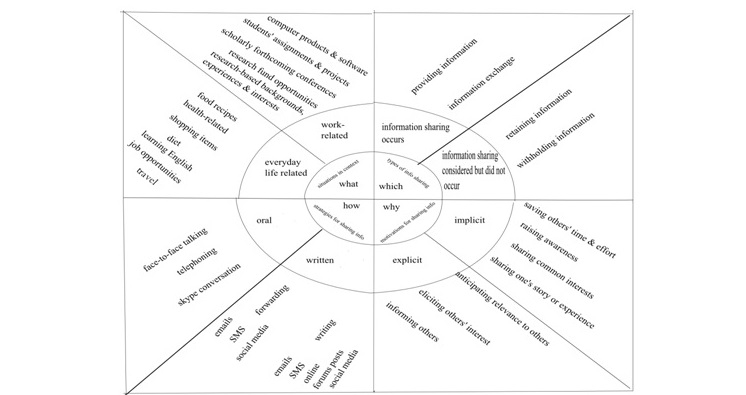 computer products & software
students' assignments & projects
scholarly forthcoming conferences
research fund opportunities
research-based backgrounds,
experiences & interests
food recipes
health-related
shopping items
diet
learning English
job opportunities
travel
work-
related
everyday
life related
situations in context
what
providing information
information exchange
retaining information
withholding information
information sharing
occurs
information sharing
considered but did not
occur
types of info sharing
which
how
strategies for sharing info
oral
written
face-to-face talking
telephoning
skype conversation
forwarding
emails
SMS
social media
writing
emails
SMS
online
forums posts
social media
why
motivations for sharing info
implicit
explicit
saving others' time & effort
raising awareness
sharing common interests
sharing one's story or experience
anticipating relevance to others
eliciting others' interest
informing others